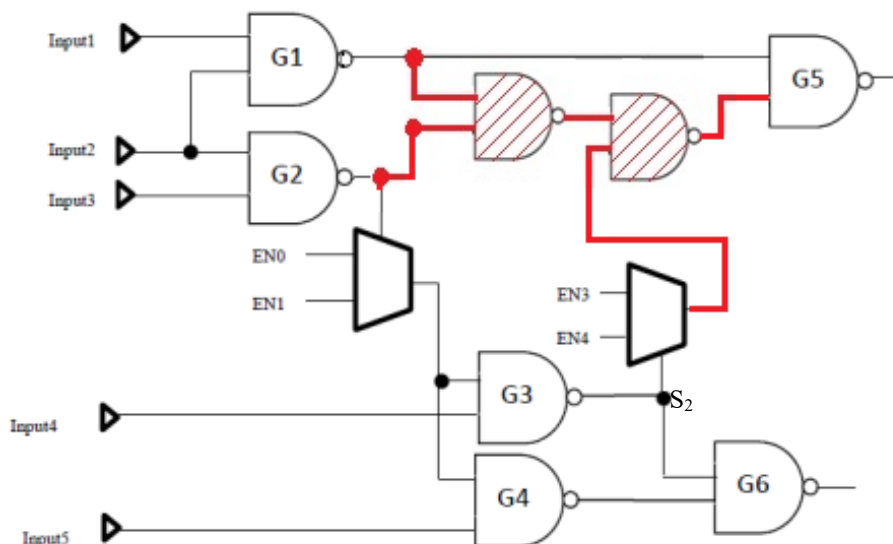 Input1
G1
G5
Input2
G2
Input3
EN0
EN1
EN3
EN4
G3
S2
Input4
G4
G6
Input5